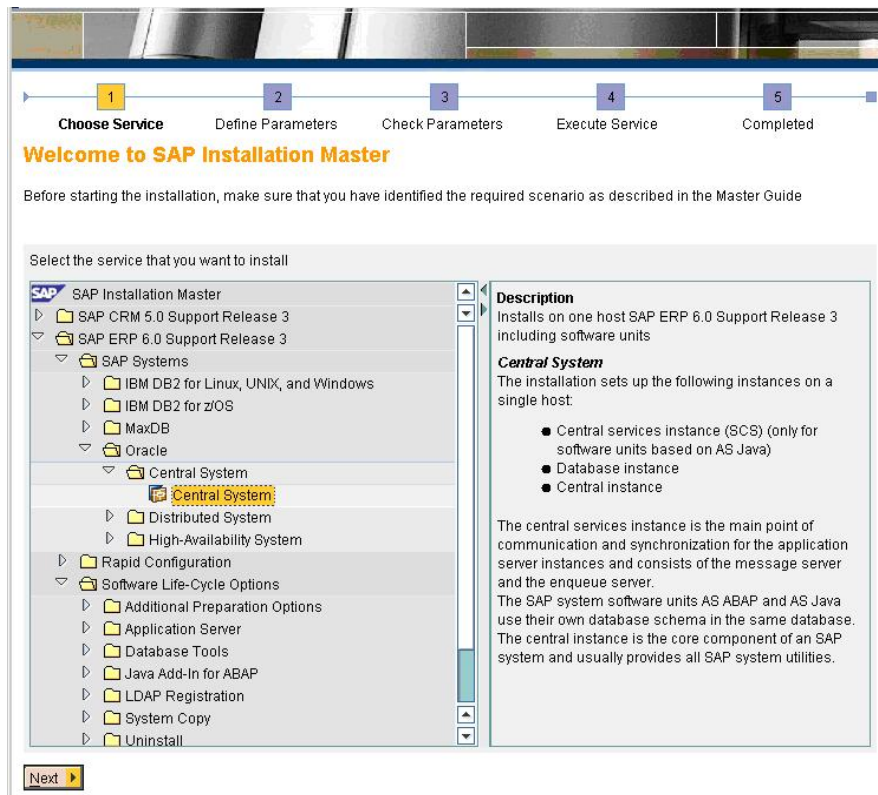 1 2 3 4 5
Choose Service Define Parameters Check Parameters Execute Service Completed
Welcome to SAP Installation Master
Before starting the installation, make sure that you have identified the required scenario as described in the Master Guide
Select the service that you want to install
SAP SAP Installation Master
SAP CRM 5.0 Support Release 3
SAP ERP 6.0 Support Release 3
SAP Systems
IBM DB2 for Linux, UNIX, and Windows
IBM DB2 for z/OS
MaxDB
Oracle
Central System
Central System
Distributed System
High-Availability System
Rapid Configuration
Software Life-Cycle Options
Additional Preparation Options
Application Server
Database Tools
Java Add-In for ABAP
LDAP Registration
System Copy
Uninstall
Description
Installs on one host SAP ERP 6.0 Support Release 3
including software units
Central System
The installation sets up the following instances on a
single host:
Central services instance (SCS) (only for
software units based on AS Java)
Database instance
Central instance
The central services instance is the main point of
communication and synchronization for the application
server instances and consists of the message server
and the enqueue server.
The SAP system software units AS ABAP and AS Java
use their own database schema in the same database.
The central instance is the core component of an SAP
system and usually provides all SAP system utilities.
Next